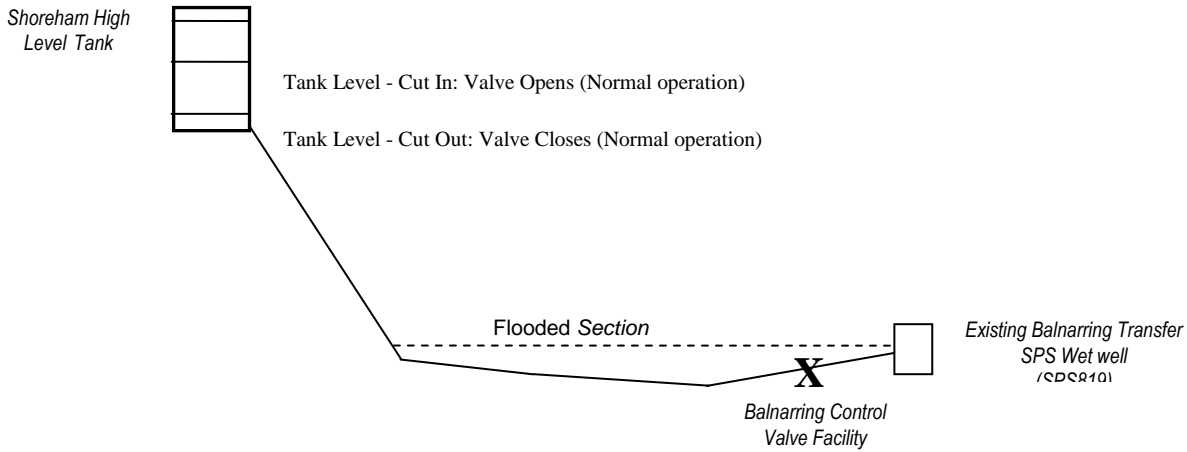 Shoreham High
Level Tank
Tank Level - Cut In: Valve Opens (Normal operation)
Tank Level - Cut Out: Valve Closes (Normal operation)
Flooded Section
X
Existing Balnarring Transfer
SPS Wet well
(SPS819)
Balnarring Control
Valve Facility